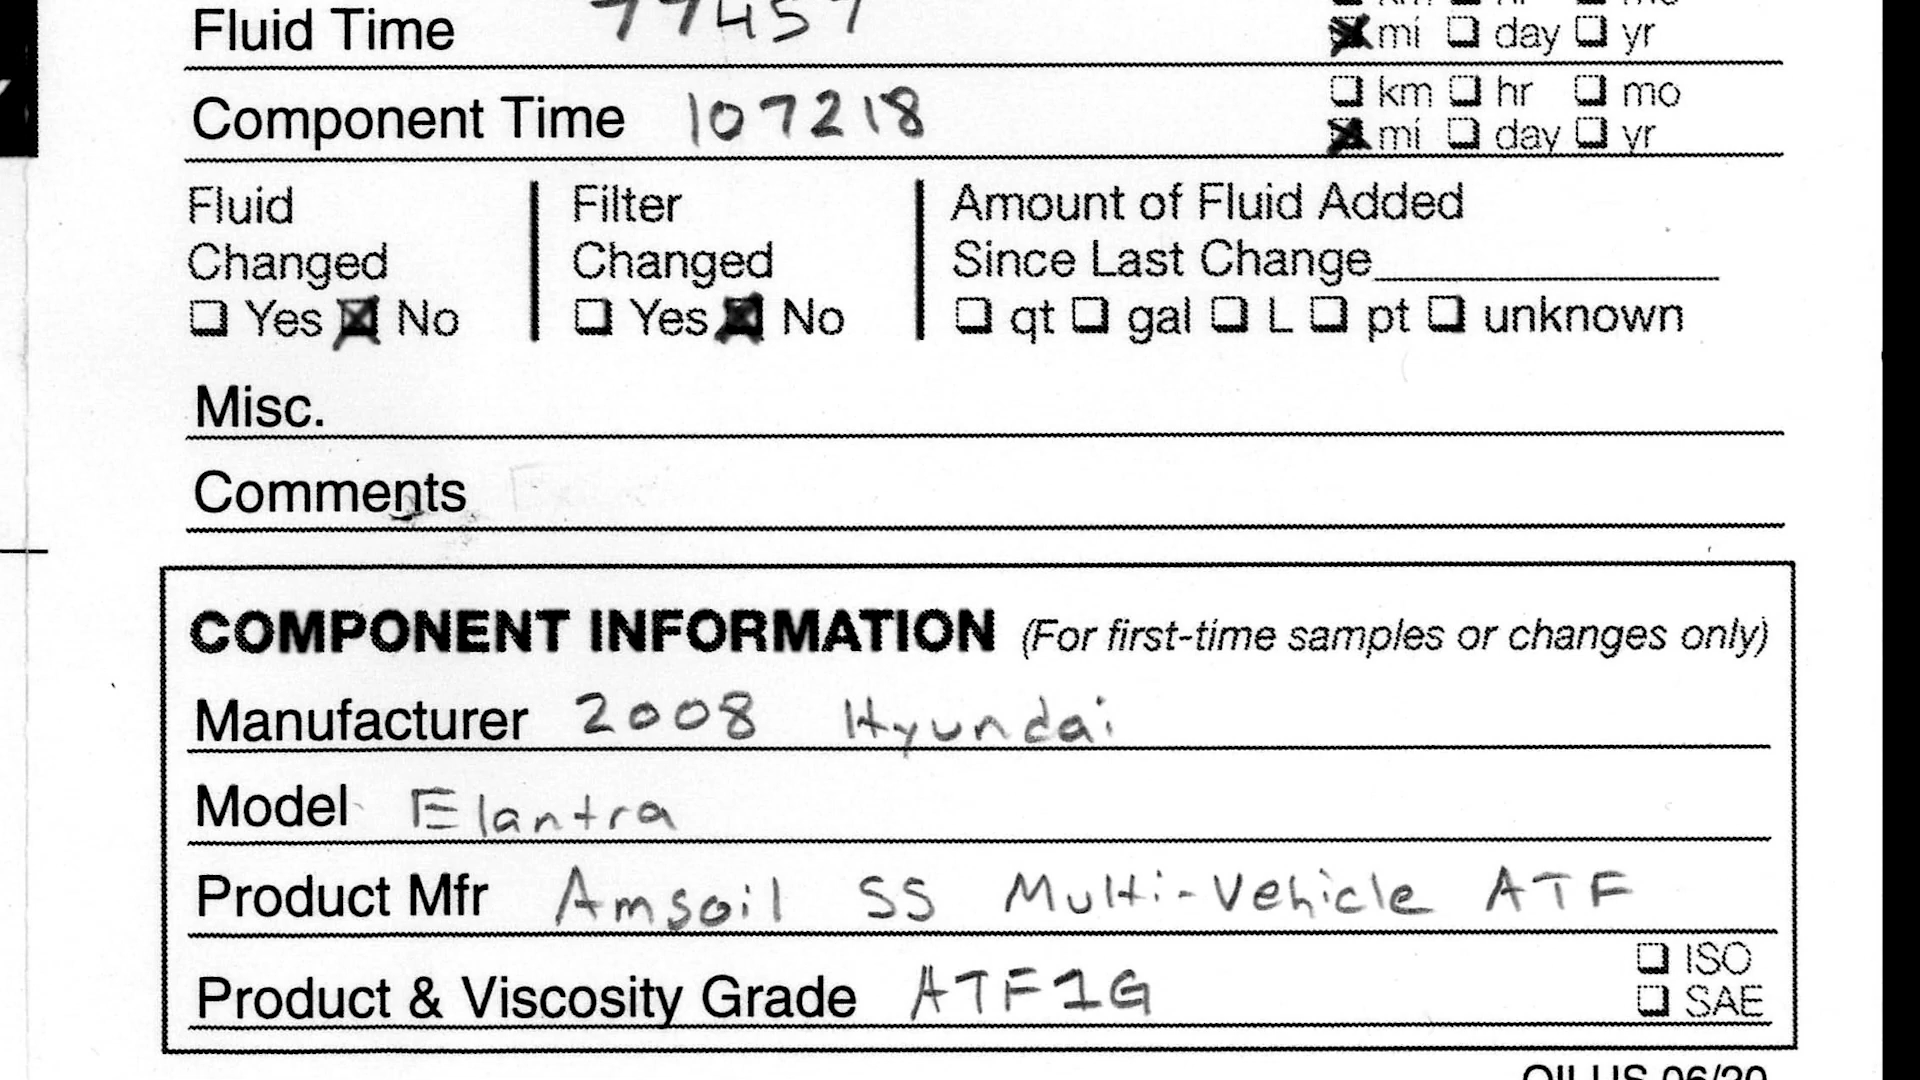 Fluid Time 77457
mi day yr
Component Time 107218
km hr mo
mi day yr
Fluid Changed
Yes No
Filter Changed
Yes No
Amount of Fluid Added Since Last Change
qt gal L pt unknown
Misc.
Comments
COMPONENT INFORMATION (For first-time samples or changes only)
Manufacturer 2008 Hyundai
Model Elantra
Product Mfr Amsoil SS Multi-Vehicle ATF
ISO
Product & Viscosity Grade ATF1G
SAE